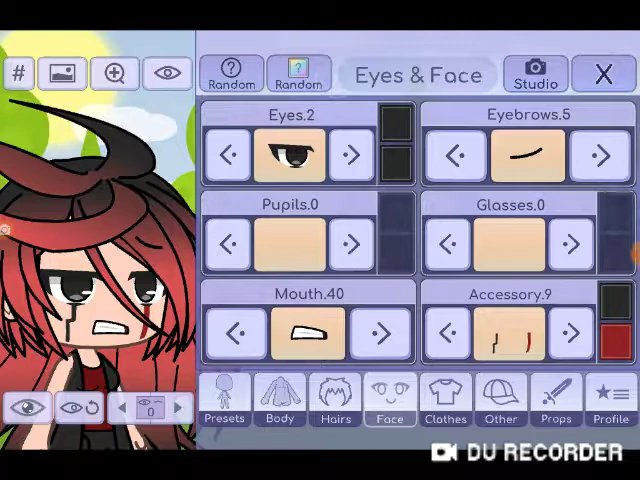 #
Random
Random
Eyes & Face
Studio
X
Eyes.2
Eyebrows.5
Pupils.0
Glasses.0
Mouth.40
Accessory.9
0
Presets
Body
Hairs
Face
Clothes
Other
Props
Profile
DU RECORDER